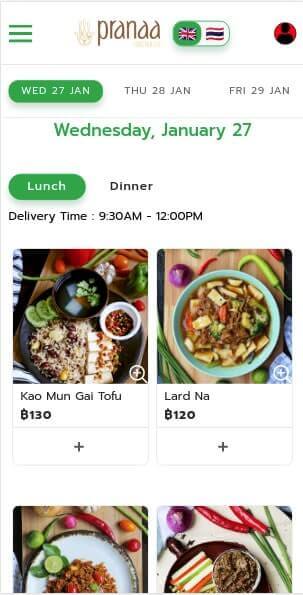 pranaa
WED 27 JAN
THU 28 JAN
FRI 29 JAN
Wednesday, January 27
Lunch
Dinner
Delivery Time : 9:30AM - 12:00PM
Kao Mun Gai Tofu
฿130
Lard Na
฿120
+
+